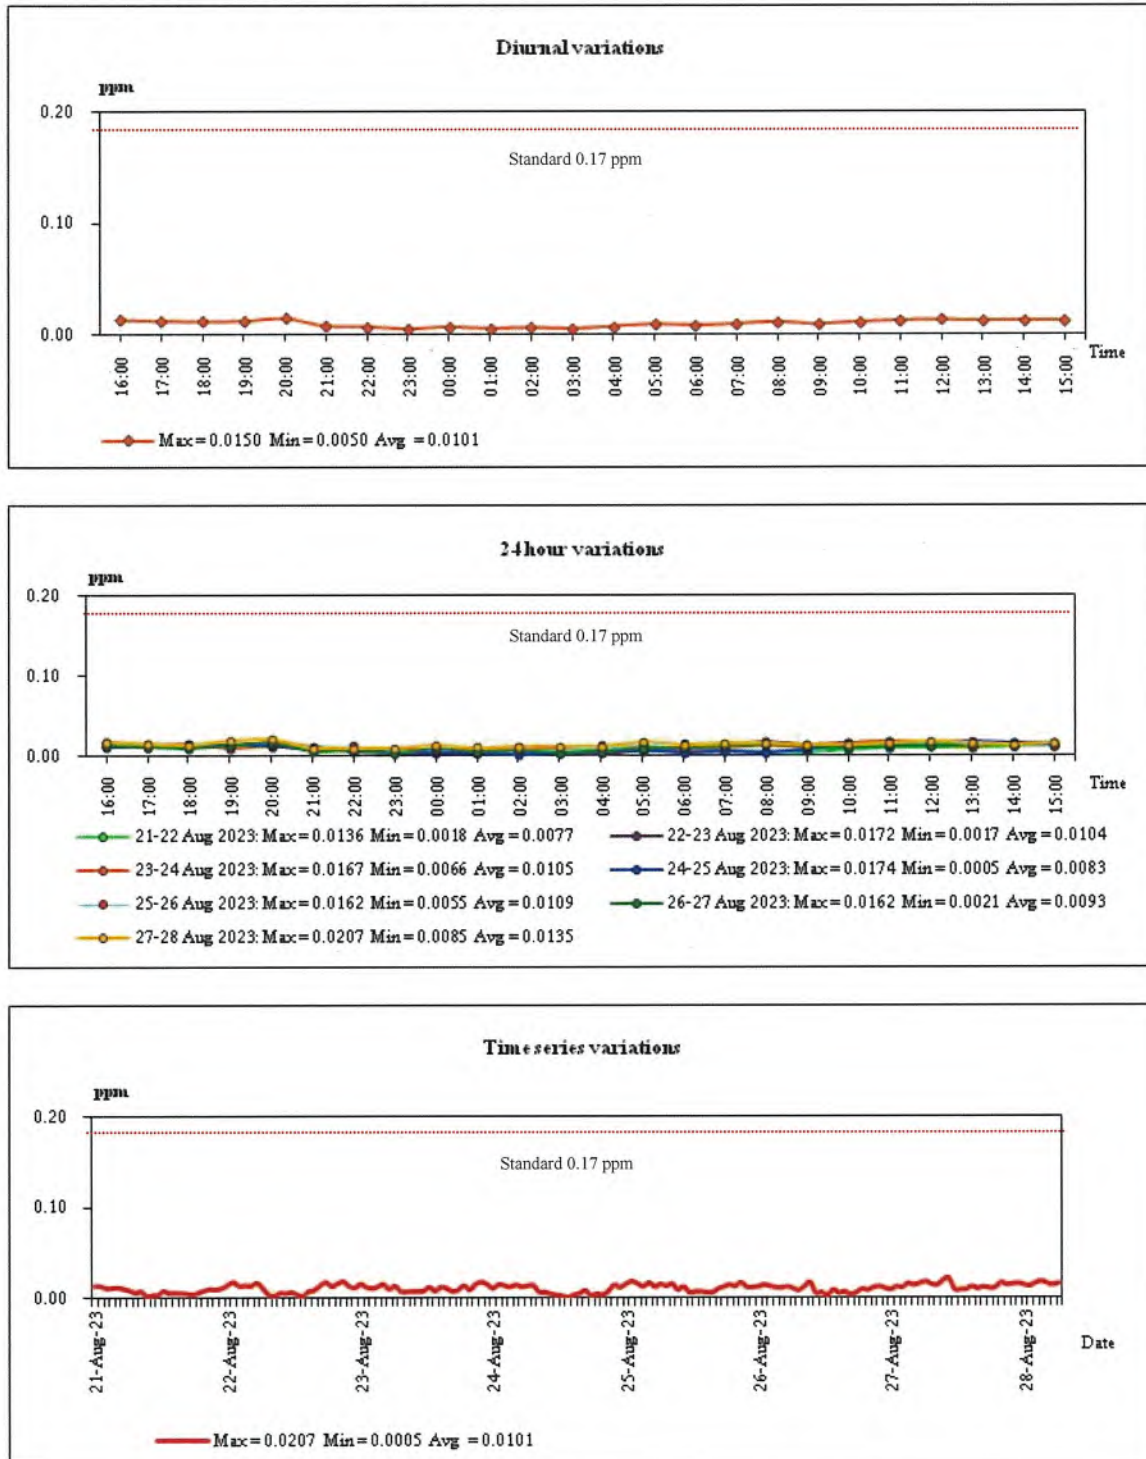 Diurnal variations
ppm
0.20
Standard 0.17 ppm
0.10
0.00
16:00 17:00 18:00 19:00 20:00 21:00 22:00 23:00 00:00 01:00 02:00 03:00 04:00 05:00 06:00 07:00 08:00 09:00 10:00 11:00 12:00 13:00 14:00 15:00
Time
Max=0.0150 Min=0.0050 Avg =0.0101
24 hour variations
ppm
0.20
Standard 0.17 ppm
0.10
0.00
16:00 17:00 18:00 19:00 20:00 21:00 22:00 23:00 00:00 01:00 02:00 03:00 04:00 05:00 06:00 07:00 08:00 09:00 10:00 11:00 12:00 13:00 14:00 15:00
Time
21-22 Aug 2023: Max=0.0136 Min=0.0018 Avg=0.0077
22-23 Aug 2023: Max=0.0172 Min=0.0017 Avg=0.0104
23-24 Aug 2023: Max=0.0167 Min=0.0066 Avg=0.0105
24-25 Aug 2023: Max=0.0174 Min=0.0005 Avg=0.0083
25-26 Aug 2023: Max=0.0162 Min=0.0055 Avg=0.0109
26-27 Aug 2023: Max=0.0162 Min=0.0021 Avg=0.0093
27-28 Aug 2023: Max=0.0207 Min=0.0085 Avg=0.0135
Time series variations
ppm
0.20
Standard 0.17 ppm
0.10
0.00
21-Aug-23 22-Aug-23 23-Aug-23 24-Aug-23 25-Aug-23 26-Aug-23 27-Aug-23 28-Aug-23
Date
Max=0.0207 Min=0.0005 Avg =0.0101